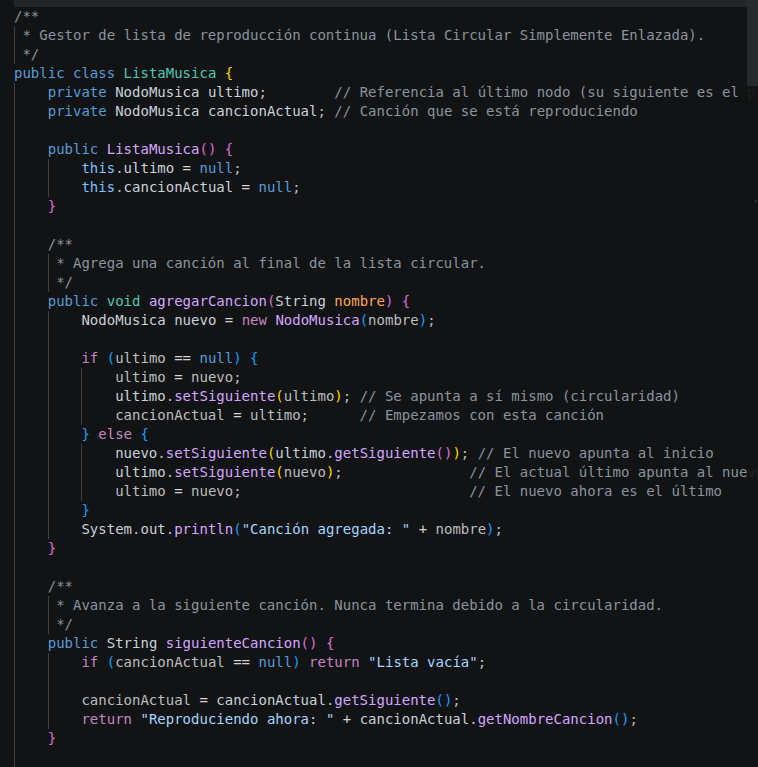 /**
 * Gestor de lista de reproducción continua (Lista Circular Simplemente Enlazada).
 */
public class ListaMusica {
    private NodoMusica ultimo;        // Referencia al último nodo (su siguiente es el
    private NodoMusica cancionActual; // Canción que se está reproduciendo

    public ListaMusica() {
        this.ultimo = null;
        this.cancionActual = null;
    }

    /**
     * Agrega una canción al final de la lista circular.
     */
    public void agregarCancion(String nombre) {
        NodoMusica nuevo = new NodoMusica(nombre);

        if (ultimo == null) {
            ultimo = nuevo;
            ultimo.setSiguiente(ultimo); // Se apunta a sí mismo (circularidad)
            cancionActual = ultimo;      // Empezamos con esta canción
        } else {
            nuevo.setSiguiente(ultimo.getSiguiente()); // El nuevo apunta al inicio
            ultimo.setSiguiente(nuevo);               // El actual último apunta al
            ultimo = nuevo;                           // El nuevo ahora es el último
        }
        System.out.println("Canción agregada: " + nombre);
    }

    /**
     * Avanza a la siguiente canción. Nunca termina debido a la circularidad.
     */
    public String siguienteCancion() {
        if (cancionActual == null) return "Lista vacía";

        cancionActual = cancionActual.getSiguiente();
        return "Reproduciendo ahora: " + cancionActual.getNombreCancion();
    }